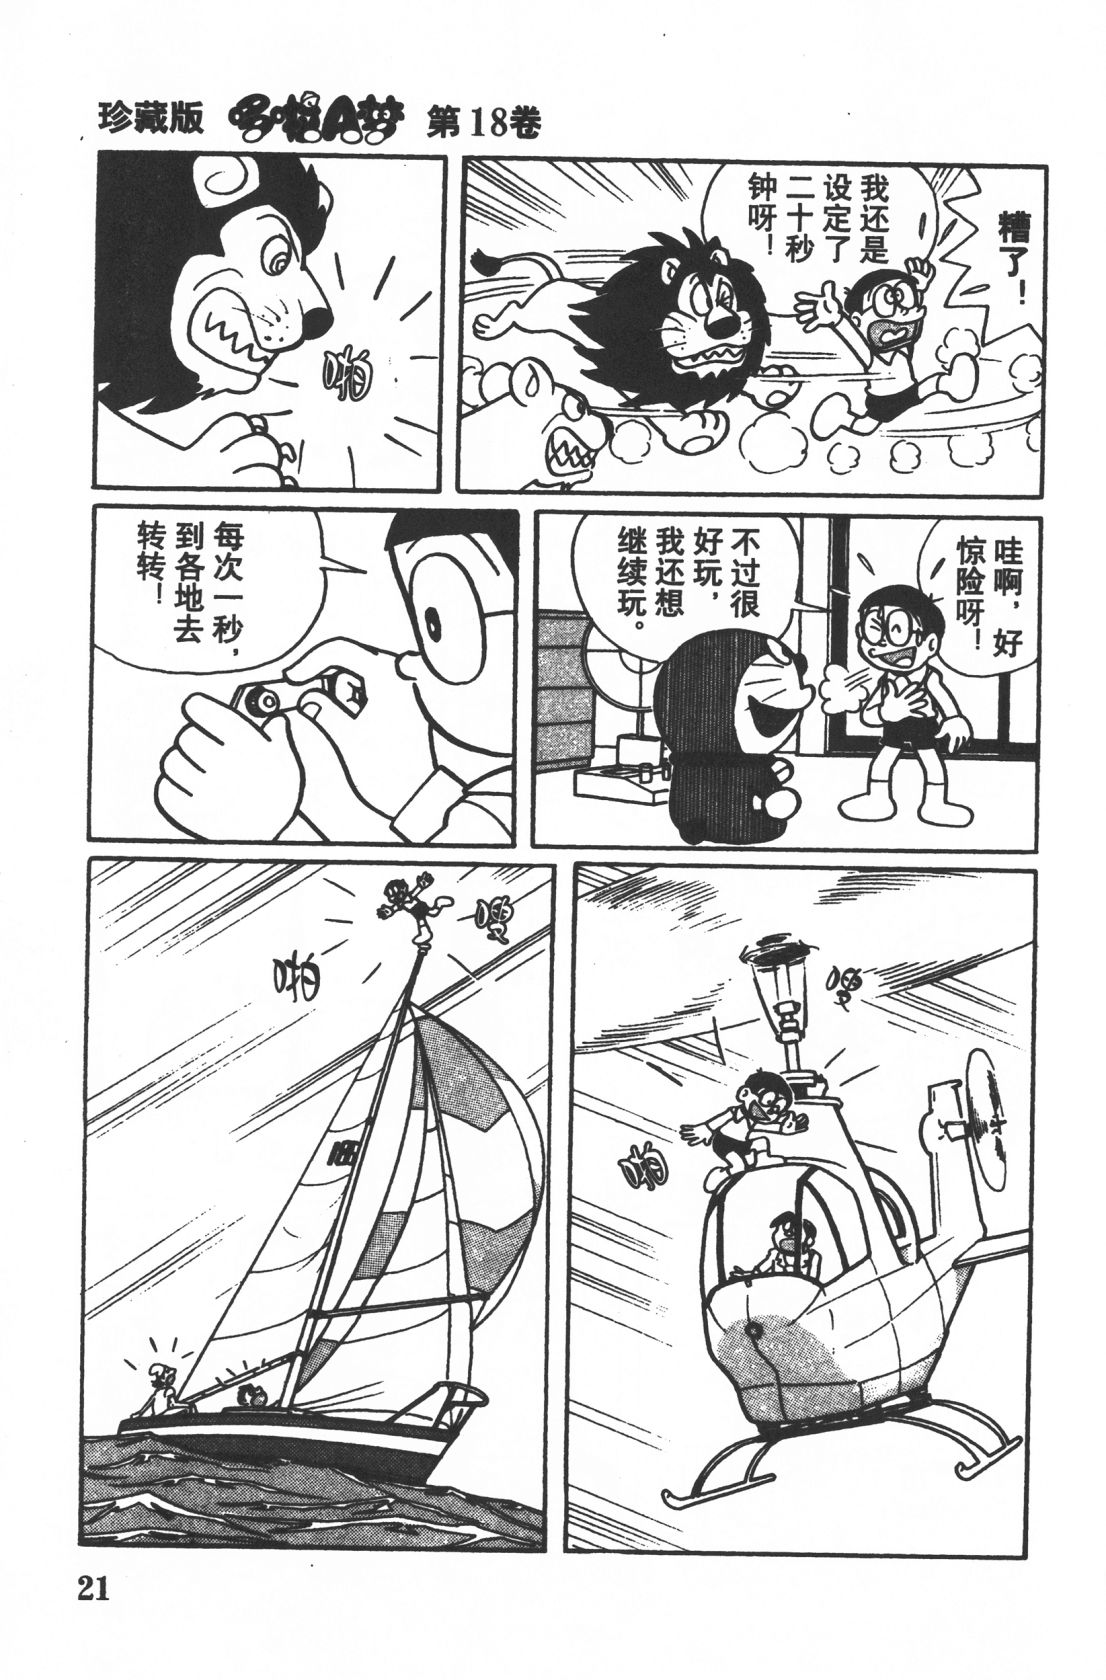 珍藏版 哆啦A梦 第18卷
糟了！
我还是
设定了
二十秒
钟呀！
啪
哇啊，好
惊险呀！
不过很
好玩，
我还想
继续玩。
每次一秒，
到各地去
转转！
嗖
啪
嗖
啪
21